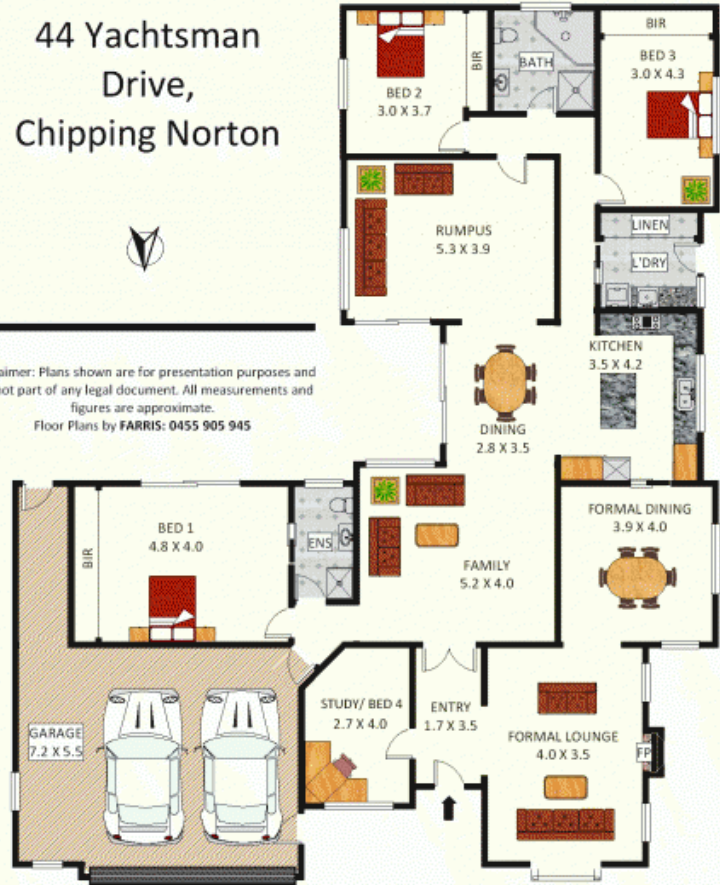 44 Yachtsman
Drive,
Chipping Norton
BED 2
3.0 X 3.7
BIR
BATH
BIR
BED 3
3.0 X 4.3
RUMPUS
5.3 X 3.9
LINEN
L'DRY
KITCHEN
3.5 X 4.2
DINING
2.8 X 3.5
aimer: Plans shown are for presentation purposes and
not part of any legal document. All measurements and
figures are approximate.
Floor Plans by FARRIS: 0455 905 945
BIR
BED 1
4.8 X 4.0
ENS
FAMILY
5.2 X 4.0
FORMAL DINING
3.9 X 4.0
GARAGE
7.2 X 5.5
STUDY/ BED 4
2.7 X 4.0
ENTRY
1.7 X 3.5
FORMAL LOUNGE
4.0 X 3.5
FP